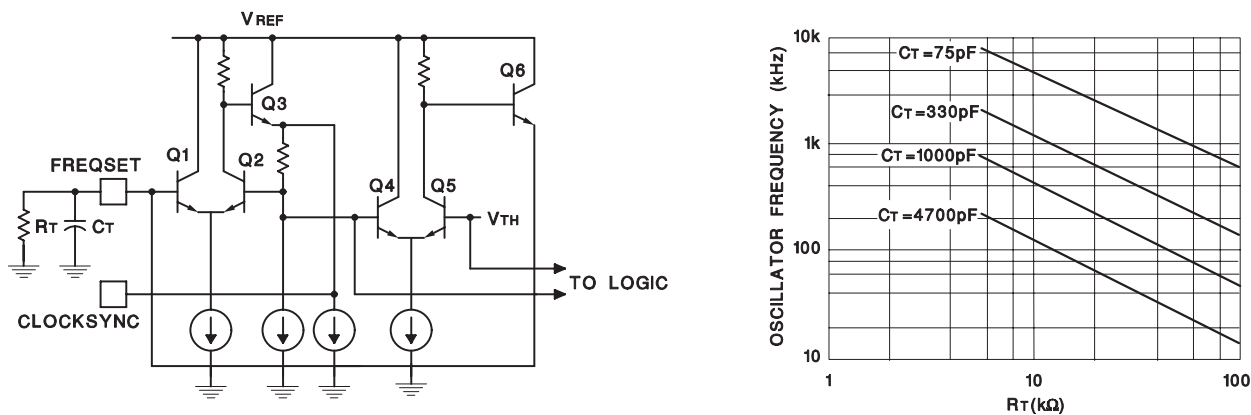 VREF
Q6
Q3
Q1
Q2
FREQSET
Q4
Q5
RT
CT
VTH
TO LOGIC
CLOCKSYNC
OSCILLATOR FREQUENCY (kHz)
10k
1k
100
10
CT=75pF
CT=330pF
CT=1000pF
CT=4700pF
1
10
100
RT(kΩ)